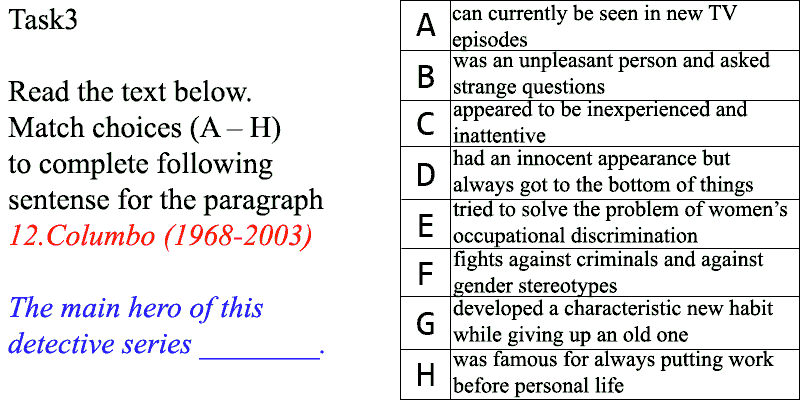 Task3
Read the text below.
Match choices (A – H)
to complete following
sentense for the paragraph
12.Columbo (1968-2003)
The main hero of this
detective series ________.
A can currently be seen in new TV
episodes
B was an unpleasant person and asked
strange questions
C appeared to be inexperienced and
inattentive
D had an innocent appearance but
always got to the bottom of things
E tried to solve the problem of women’s
occupational discrimination
F fights against criminals and against
gender stereotypes
G developed a characteristic new habit
while giving up an old one
H was famous for always putting work
before personal life